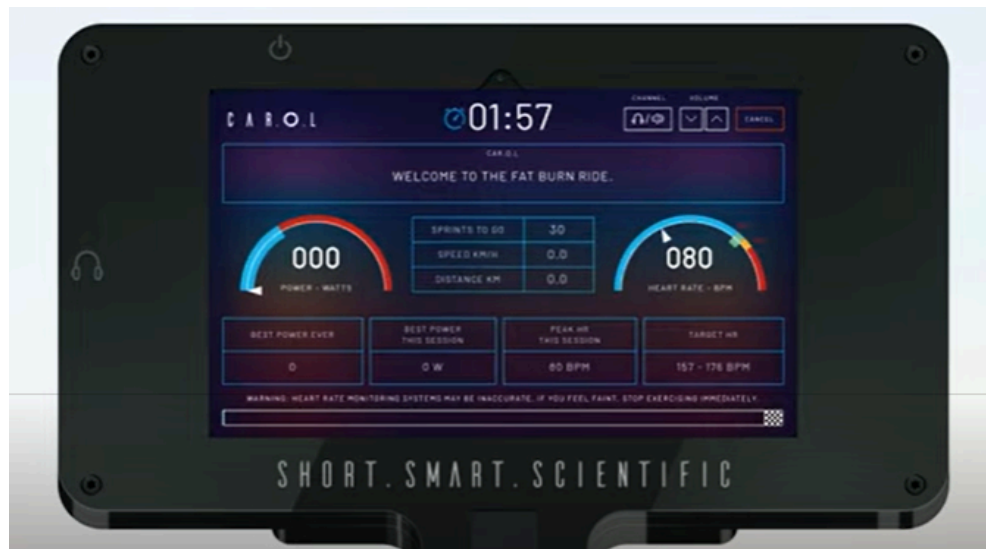 CAR.O.L
01:57
CHANNEL VOLUME
CANCEL
CAR.O.L
WELCOME TO THE FAT BURN RIDE.
000
POWER - WATTS
SPRINTS TO GO 30
SPEED KM/H 0.0
DISTANCE KM 0.0
080
HEART RATE - BPM
BEST POWER EVER
0
BEST POWER
THIS SESSION
0 W
PEAK HR
THIS SESSION
80 BPM
TARGET HR
157 - 176 BPM
WARNING: HEART RATE MONITORING SYSTEMS MAY BE INACCURATE. IF YOU FEEL FAINT, STOP EXERCISING IMMEDIATELY.
SHORT. SMART. SCIENTIFIC